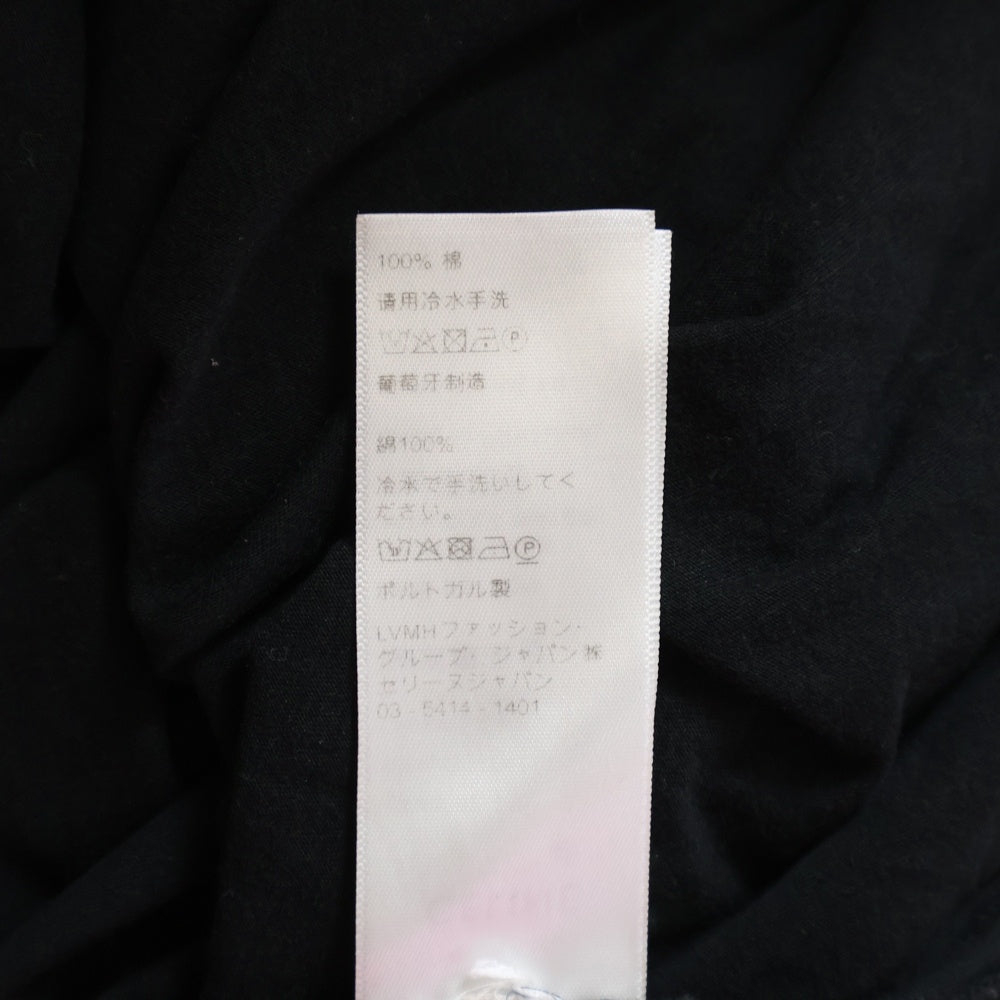 100% 棉
请用冷水手洗
P
葡萄牙制造
綿100%
冷水で手洗いしてく
ださい。
P
ポルトガル製
LVMHファッション・
グループ・ジャパン株
セリーヌジャパン
03 - 5414 - 1401